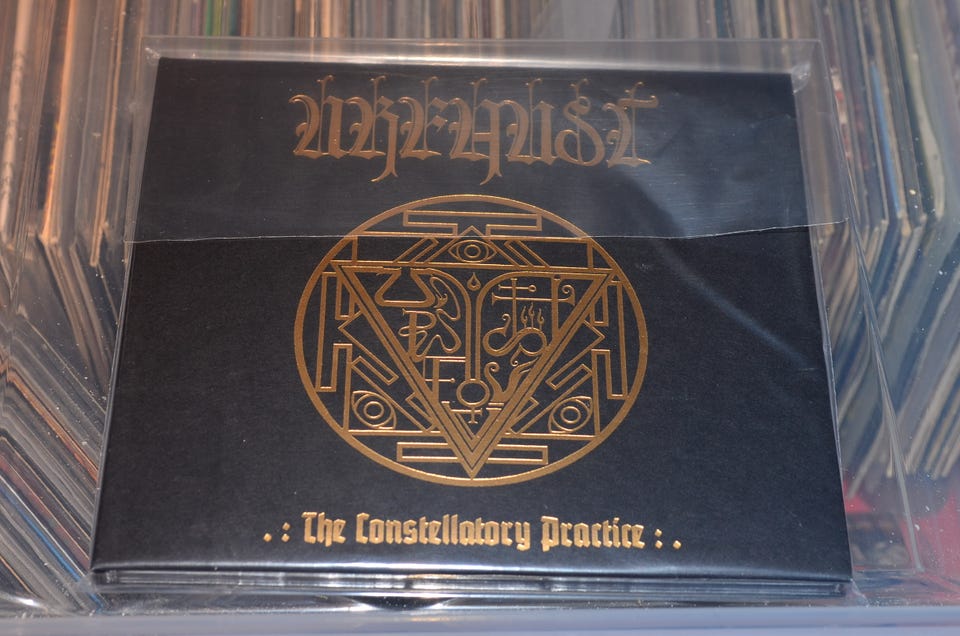 URFAUST
.: The Constellatory Practice :.